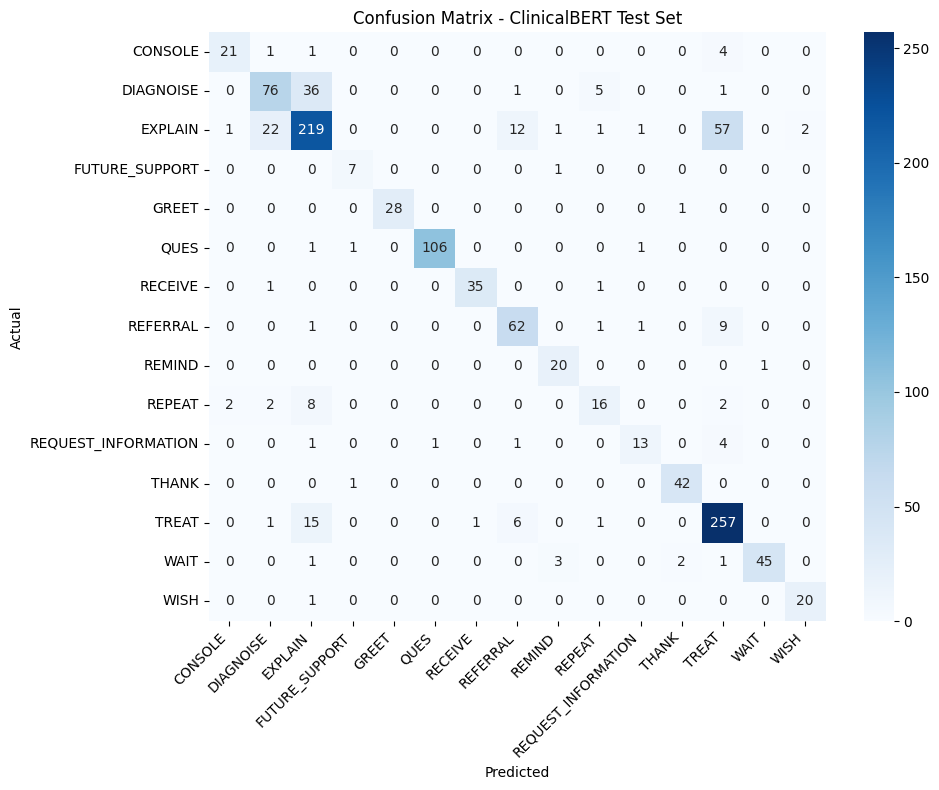 Confusion Matrix - ClinicalBERT Test Set
CONSOLE 21 1 1 0 0 0 0 0 0 0 0 0 4 0 0
DIAGNOISE 0 76 36 0 0 0 0 1 0 5 0 0 1 0 0
EXPLAIN 1 22 219 0 0 0 0 12 1 1 1 0 57 0 2
FUTURE_SUPPORT 0 0 0 7 0 0 0 0 1 0 0 0 0 0 0
GREET 0 0 0 0 28 0 0 0 0 0 0 1 0 0 0
QUES 0 0 1 1 0 106 0 0 0 0 1 0 0 0 0
RECEIVE 0 1 0 0 0 0 35 0 0 1 0 0 0 0 0
REFERRAL 0 0 1 0 0 0 0 62 0 1 1 0 9 0 0
REMIND 0 0 0 0 0 0 0 0 20 0 0 0 0 1 0
REPEAT 2 2 8 0 0 0 0 0 0 16 0 0 2 0 0
REQUEST_INFORMATION 0 0 1 0 0 1 0 1 0 0 13 0 4 0 0
THANK 0 0 0 1 0 0 0 0 0 0 0 42 0 0 0
TREAT 0 1 15 0 0 0 1 6 0 1 0 0 257 0 0
WAIT 0 0 1 0 0 0 0 0 3 0 0 2 1 45 0
WISH 0 0 1 0 0 0 0 0 0 0 0 0 0 0 20
Actual
CONSOLE
DIAGNOISE
EXPLAIN
FUTURE_SUPPORT
GREET
QUES
RECEIVE
REFERRAL
REMIND
REPEAT
REQUEST_INFORMATION
THANK
TREAT
WAIT
WISH
Predicted
250
200
150
100
50
0